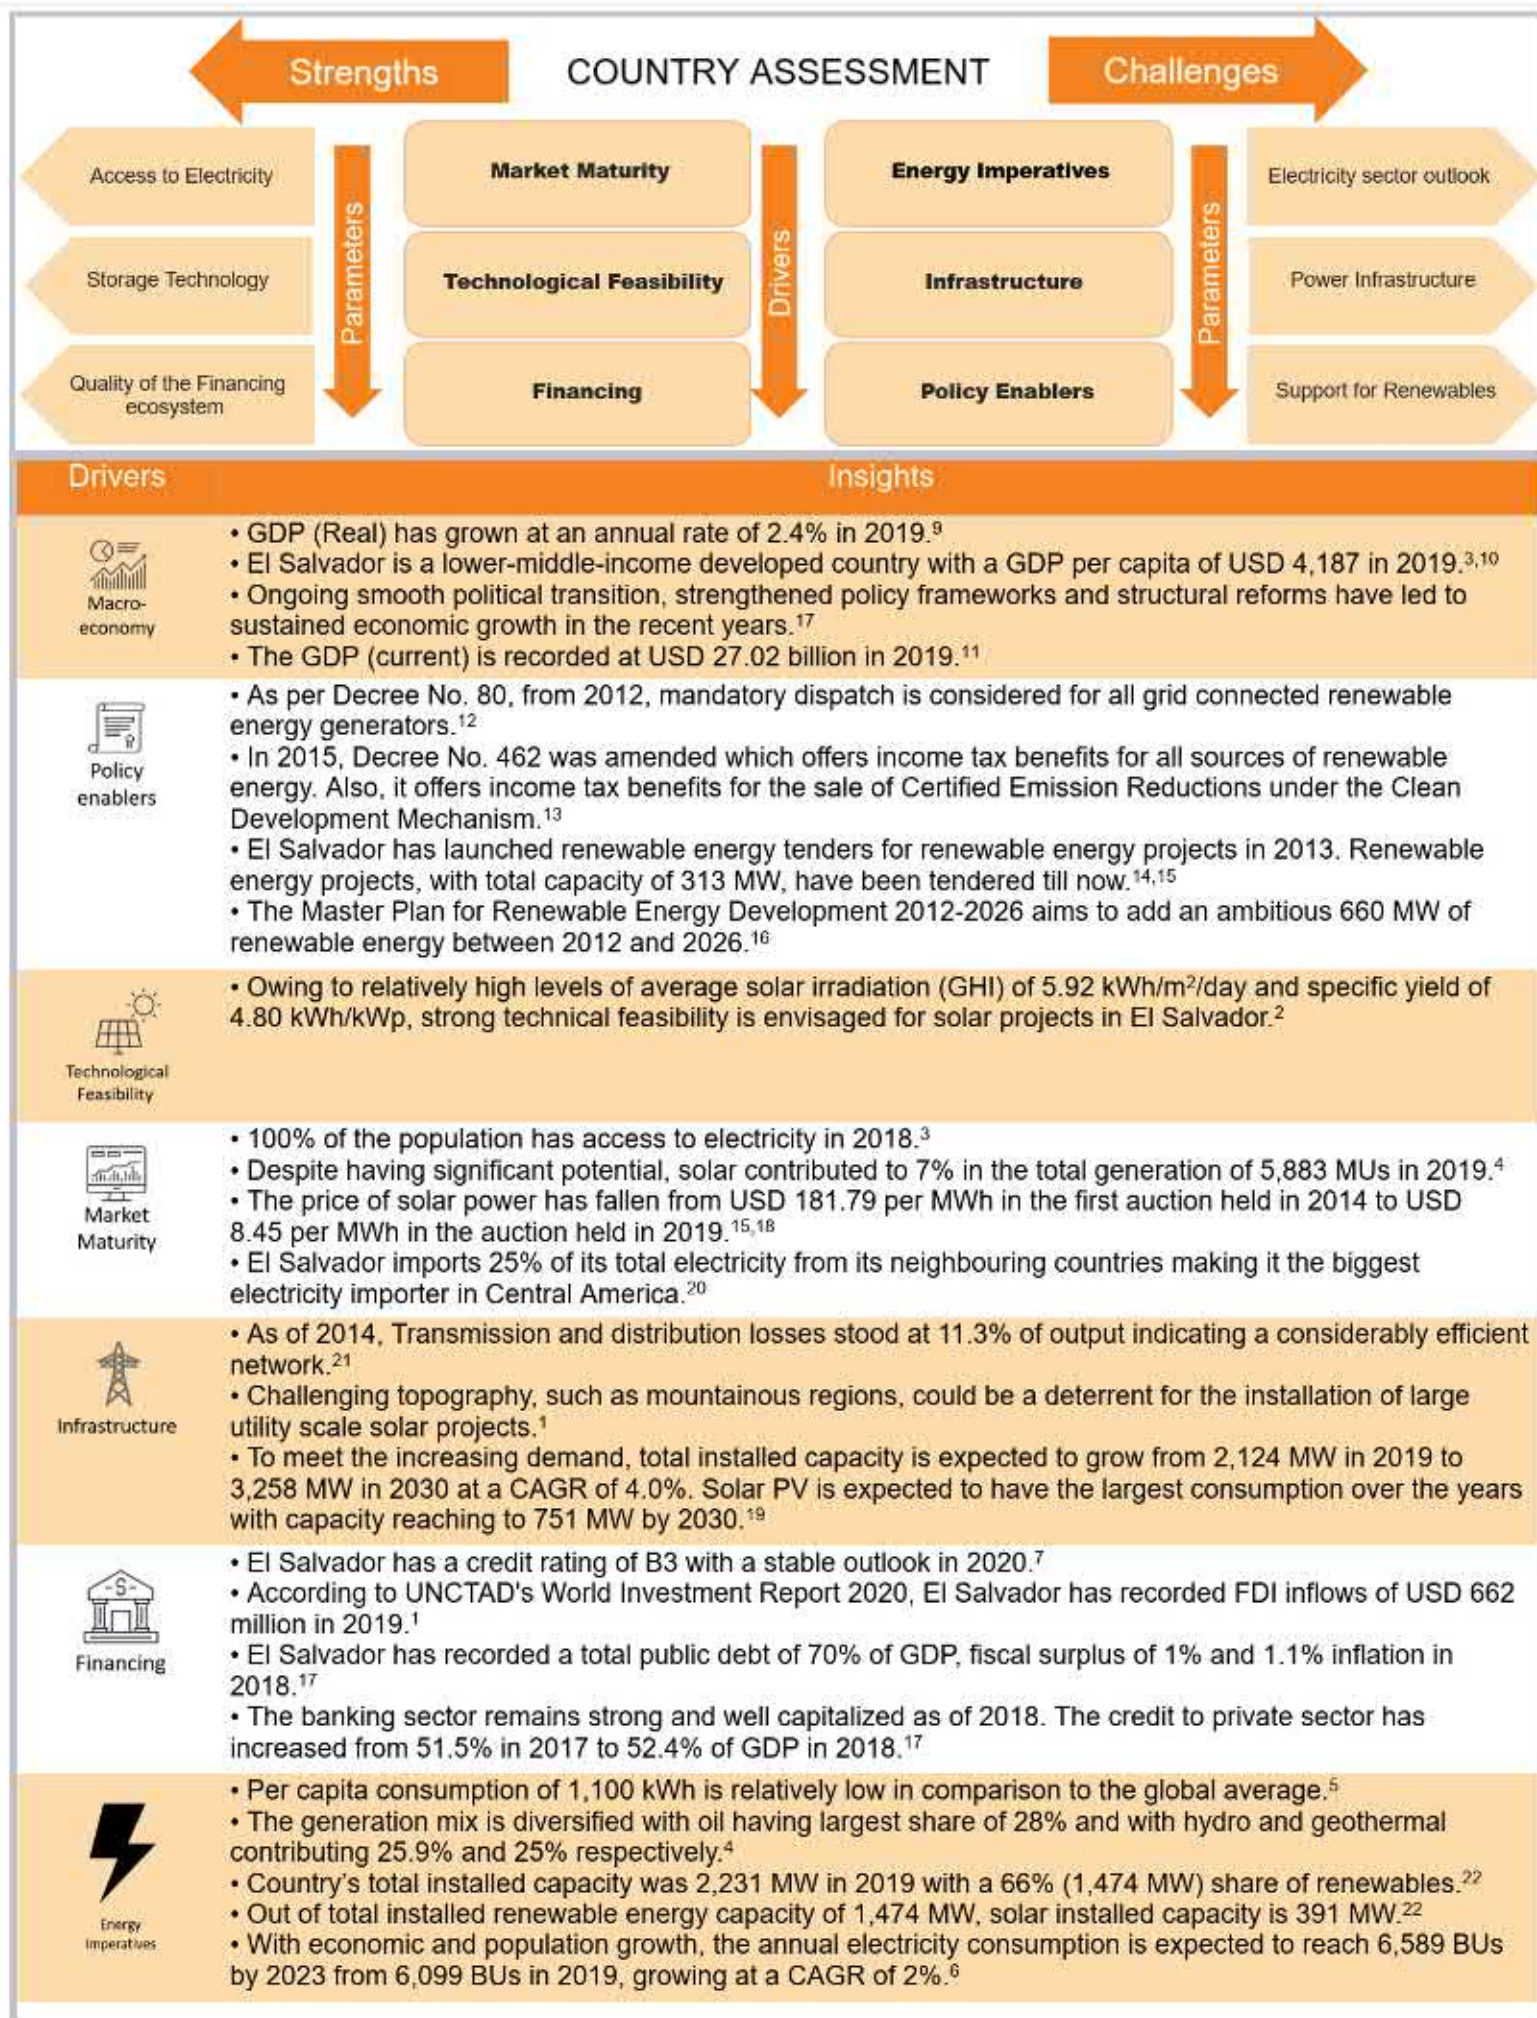 Strengths
COUNTRY ASSESSMENT
Challenges
Access to Electricity
Storage Technology
Quality of the Financing
ecosystem
Parameters
Market Maturity
Technological Feasibility
Financing
Drivers
Energy Imperatives
Infrastructure
Policy Enablers
Parameters
Electricity sector outlook
Power Infrastructure
Support for Renewables
Drivers
Insights
Macro-
economy
• GDP (Real) has grown at an annual rate of 2.4% in 2019.⁹
• El Salvador is a lower-middle-income developed country with a GDP per capita of USD 4,187 in 2019.³,¹⁰
• Ongoing smooth political transition, strengthened policy frameworks and structural reforms have led to
sustained economic growth in the recent years.¹⁷
• The GDP (current) is recorded at USD 27.02 billion in 2019.¹¹
Policy
enablers
• As per Decree No. 80, from 2012, mandatory dispatch is considered for all grid connected renewable
energy generators.¹²
• In 2015, Decree No. 462 was amended which offers income tax benefits for all sources of renewable
energy. Also, it offers income tax benefits for the sale of Certified Emission Reductions under the Clean
Development Mechanism.¹³
• El Salvador has launched renewable energy tenders for renewable energy projects in 2013. Renewable
energy projects, with total capacity of 313 MW, have been tendered till now.¹⁴,¹⁵
• The Master Plan for Renewable Energy Development 2012-2026 aims to add an ambitious 660 MW of
renewable energy between 2012 and 2026.¹⁶
Technological
Feasibility
• Owing to relatively high levels of average solar irradiation (GHI) of 5.92 kWh/m²/day and specific yield of
4.80 kWh/kWp, strong technical feasibility is envisaged for solar projects in El Salvador.²
Market
Maturity
• 100% of the population has access to electricity in 2018.³
• Despite having significant potential, solar contributed to 7% in the total generation of 5,883 MUs in 2019.⁴
• The price of solar power has fallen from USD 181.79 per MWh in the first auction held in 2014 to USD
8.45 per MWh in the auction held in 2019.¹⁵,¹⁸
• El Salvador imports 25% of its total electricity from its neighbouring countries making it the biggest
electricity importer in Central America.²⁰
Infrastructure
• As of 2014, Transmission and distribution losses stood at 11.3% of output indicating a considerably efficient
network.²¹
• Challenging topography, such as mountainous regions, could be a deterrent for the installation of large
utility scale solar projects.¹
• To meet the increasing demand, total installed capacity is expected to grow from 2,124 MW in 2019 to
3,258 MW in 2030 at a CAGR of 4.0%. Solar PV is expected to have the largest consumption over the years
with capacity reaching to 751 MW by 2030.¹⁹
-S-
Financing
• El Salvador has a credit rating of B3 with a stable outlook in 2020.⁷
• According to UNCTAD's World Investment Report 2020, El Salvador has recorded FDI inflows of USD 662
million in 2019.¹
• El Salvador has recorded a total public debt of 70% of GDP, fiscal surplus of 1% and 1.1% inflation in
2018.¹⁷
• The banking sector remains strong and well capitalized as of 2018. The credit to private sector has
increased from 51.5% in 2017 to 52.4% of GDP in 2018.¹⁷
Energy
Imperatives
• Per capita consumption of 1,100 kWh is relatively low in comparison to the global average.⁵
• The generation mix is diversified with oil having largest share of 28% and with hydro and geothermal
contributing 25.9% and 25% respectively.⁴
• Country's total installed capacity was 2,231 MW in 2019 with a 66% (1,474 MW) share of renewables.²²
• Out of total installed renewable energy capacity of 1,474 MW, solar installed capacity is 391 MW.²²
• With economic and population growth, the annual electricity consumption is expected to reach 6,589 BUs
by 2023 from 6,099 BUs in 2019, growing at a CAGR of 2%.⁶